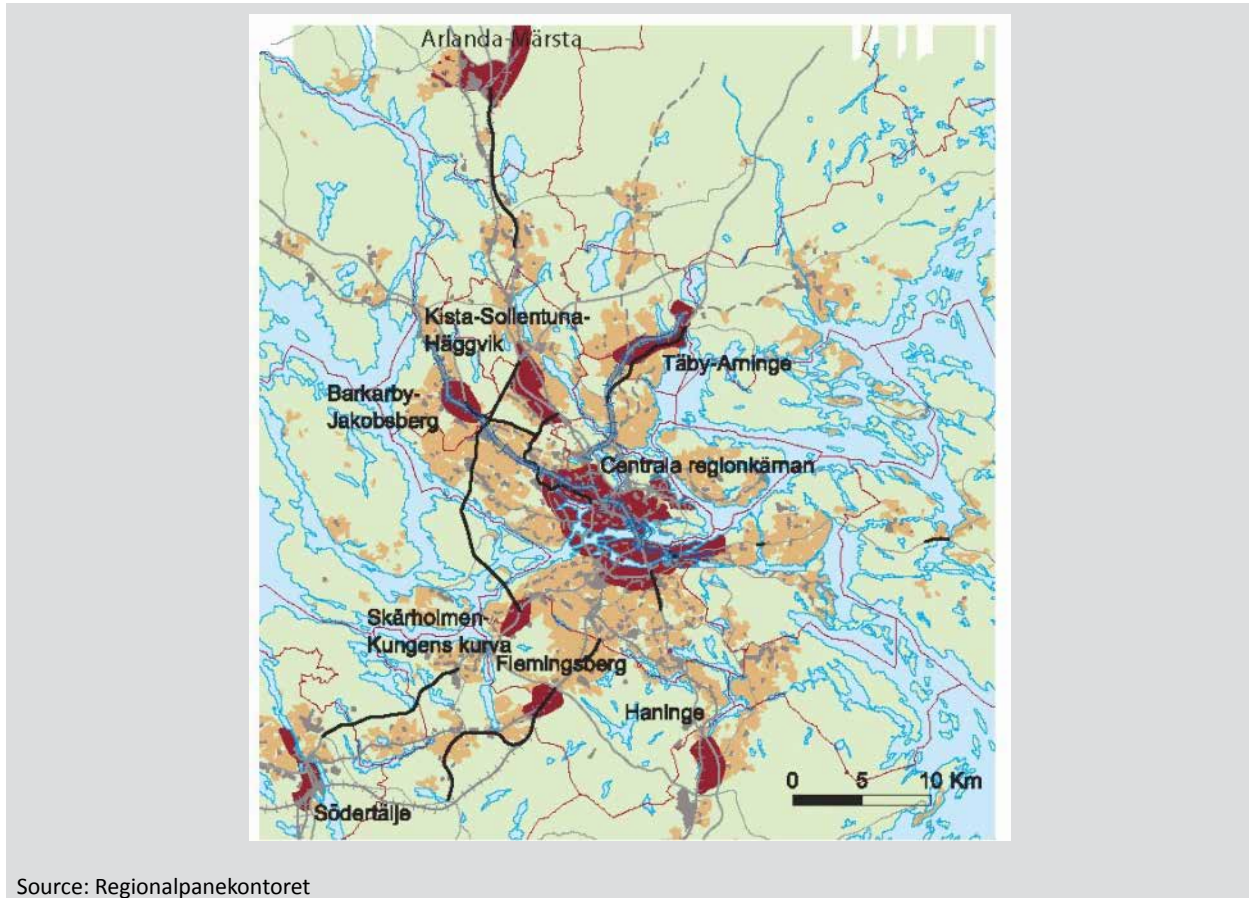 Arlanda-Märsta
Kista-Sollentuna-
Häggvik
Täby-Arninge
Barkarby-
Jakobsberg
Centrala regionkärnan
Skärholmen-
Kungens kurva
Flemingsberg
Haninge
0 5 10 Km
Södertälje
Source: Regionalpanekontoret